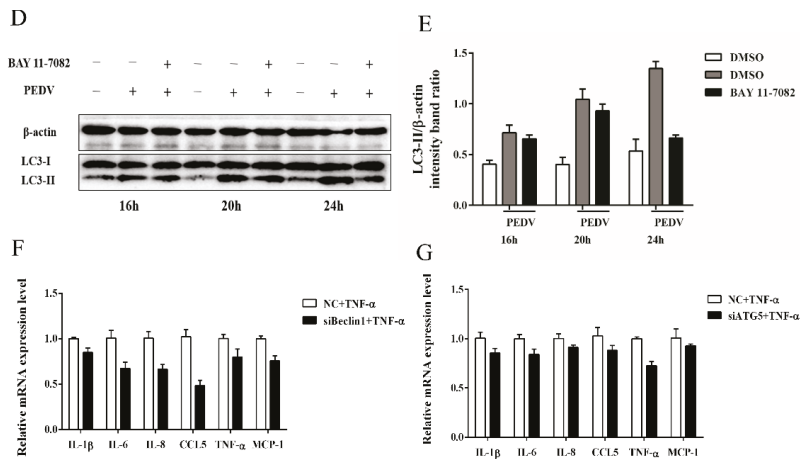 D
BAY 11-7082 – – + – – + – – +
PEDV – + + – + + – + +
β-actin
LC3-I
LC3-II
16h 20h 24h
E
LC3-II/β-actin
intensity band ratio
1.5
1.0
0.5
0.0
DMSO
DMSO
BAY 11-7082
PEDV PEDV PEDV
16h 20h 24h
F
Relative mRNA expression level
1.5
1.0
0.5
0.0
NC+TNF-α
siBeclin1+TNF-α
IL-1β IL-6 IL-8 CCL5 TNF-α MCP-1
G
Relative mRNA expression level
1.5
1.0
0.5
0.0
NC+TNF-α
siATG5+TNF-α
IL-1β IL-6 IL-8 CCL5 TNF-α MCP-1